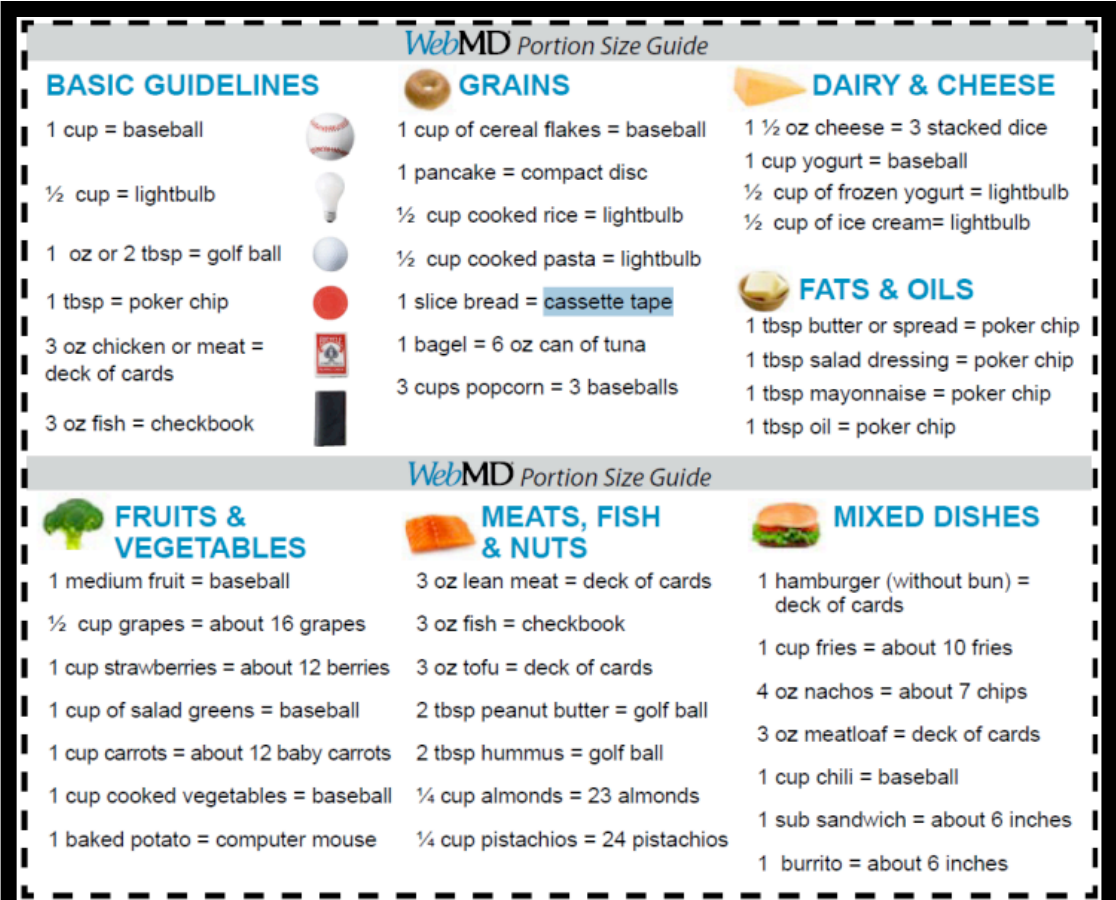 WebMD Portion Size Guide
BASIC GUIDELINES
1 cup = baseball
½ cup = lightbulb
1 oz or 2 tbsp = golf ball
1 tbsp = poker chip
3 oz chicken or meat =
deck of cards
3 oz fish = checkbook
GRAINS
1 cup of cereal flakes = baseball
1 pancake = compact disc
½ cup cooked rice = lightbulb
½ cup cooked pasta = lightbulb
1 slice bread = cassette tape
1 bagel = 6 oz can of tuna
3 cups popcorn = 3 baseballs
DAIRY & CHEESE
1 ½ oz cheese = 3 stacked dice
1 cup yogurt = baseball
½ cup of frozen yogurt = lightbulb
½ cup of ice cream= lightbulb
FATS & OILS
1 tbsp butter or spread = poker chip
1 tbsp salad dressing = poker chip
1 tbsp mayonnaise = poker chip
1 tbsp oil = poker chip
WebMD Portion Size Guide
FRUITS &
VEGETABLES
1 medium fruit = baseball
½ cup grapes = about 16 grapes
1 cup strawberries = about 12 berries
1 cup of salad greens = baseball
1 cup carrots = about 12 baby carrots
1 cup cooked vegetables = baseball
1 baked potato = computer mouse
MEATS, FISH
& NUTS
3 oz lean meat = deck of cards
3 oz fish = checkbook
3 oz tofu = deck of cards
2 tbsp peanut butter = golf ball
2 tbsp hummus = golf ball
¼ cup almonds = 23 almonds
¼ cup pistachios = 24 pistachios
MIXED DISHES
1 hamburger (without bun) =
deck of cards
1 cup fries = about 10 fries
4 oz nachos = about 7 chips
3 oz meatloaf = deck of cards
1 cup chili = baseball
1 sub sandwich = about 6 inches
1 burrito = about 6 inches